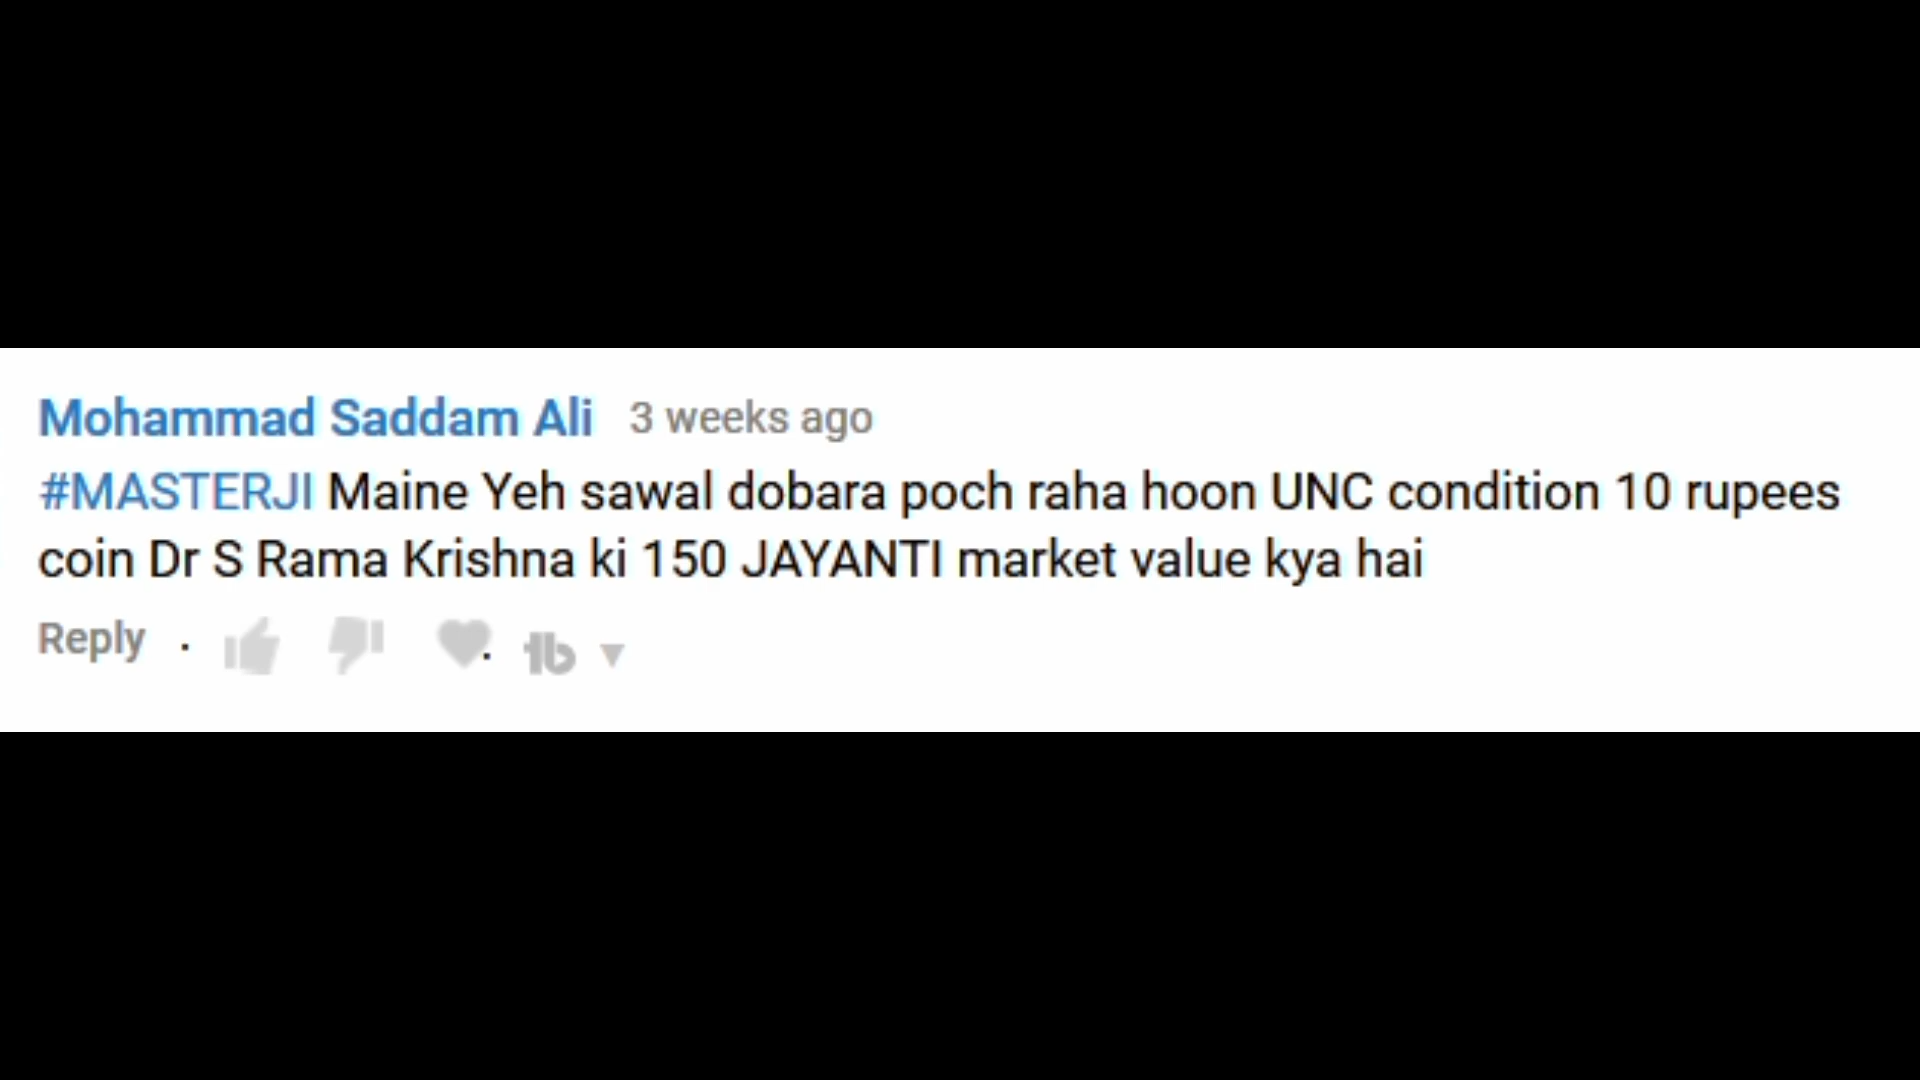 Mohammad Saddam Ali 3 weeks ago
#MASTERJI Maine Yeh sawal dobara poch raha hoon UNC condition 10 rupees
coin Dr S Rama Krishna ki 150 JAYANTI market value kya hai
Reply